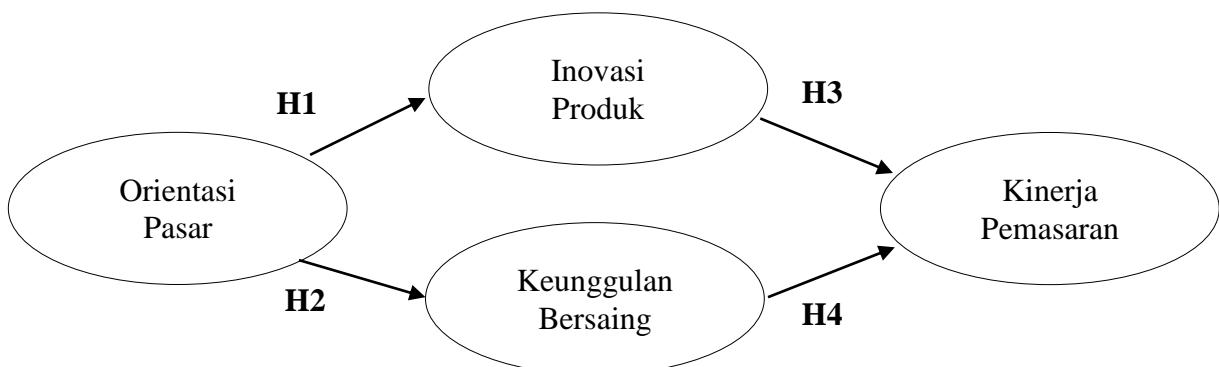 Inovasi
Produk
H1
H3
Orientasi
Pasar
Kinerja
Pemasaran
Keunggulan
Bersaing
H2
H4